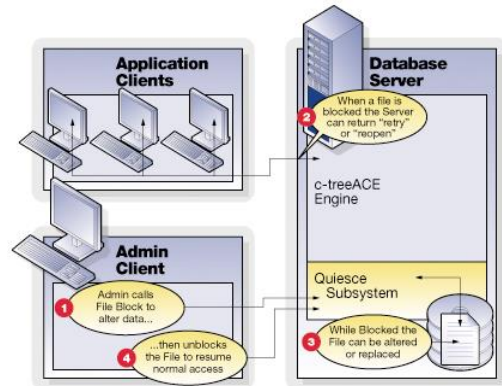 Application
Clients
Database
Server
2
When a file is
blocked the Server
can return "retry"
or "reopen"
c-treeACE
Engine
Admin
Client
1
Admin calls
File Block to
alter data...
4
...then unblocks
the File to resume
normal access
Quiesce
Subsystem
3
While Blocked the
File can be altered
or replaced